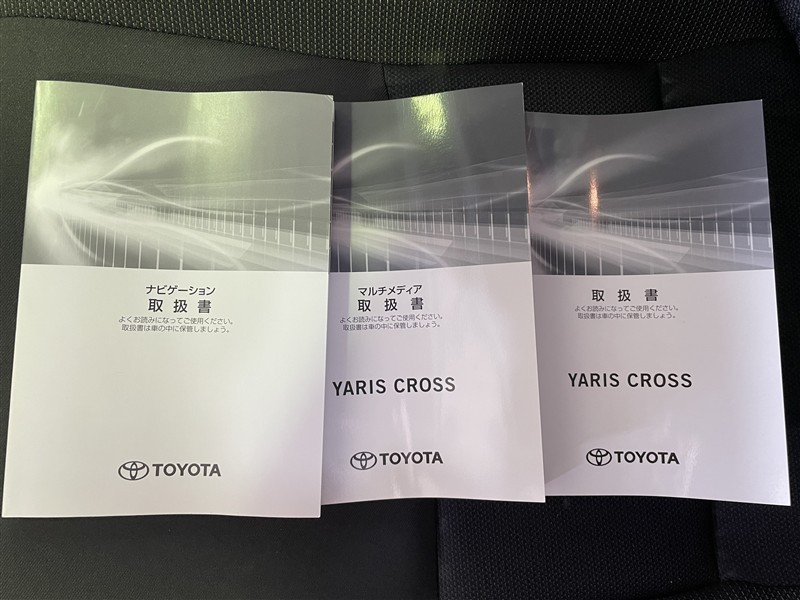 ナビゲーション
取扱書
よくお読みになってご使用ください。
取扱書は車の中に保管しましょう。
TOYOTA
マルチメディア
取扱書
よくお読みになってご使用ください。
取扱書は車の中に保管しましょう。
YARIS CROSS
TOYOTA
取扱書
よくお読みになってご使用ください。
取扱書は車の中に保管しましょう。
YARIS CROSS
TOYOTA